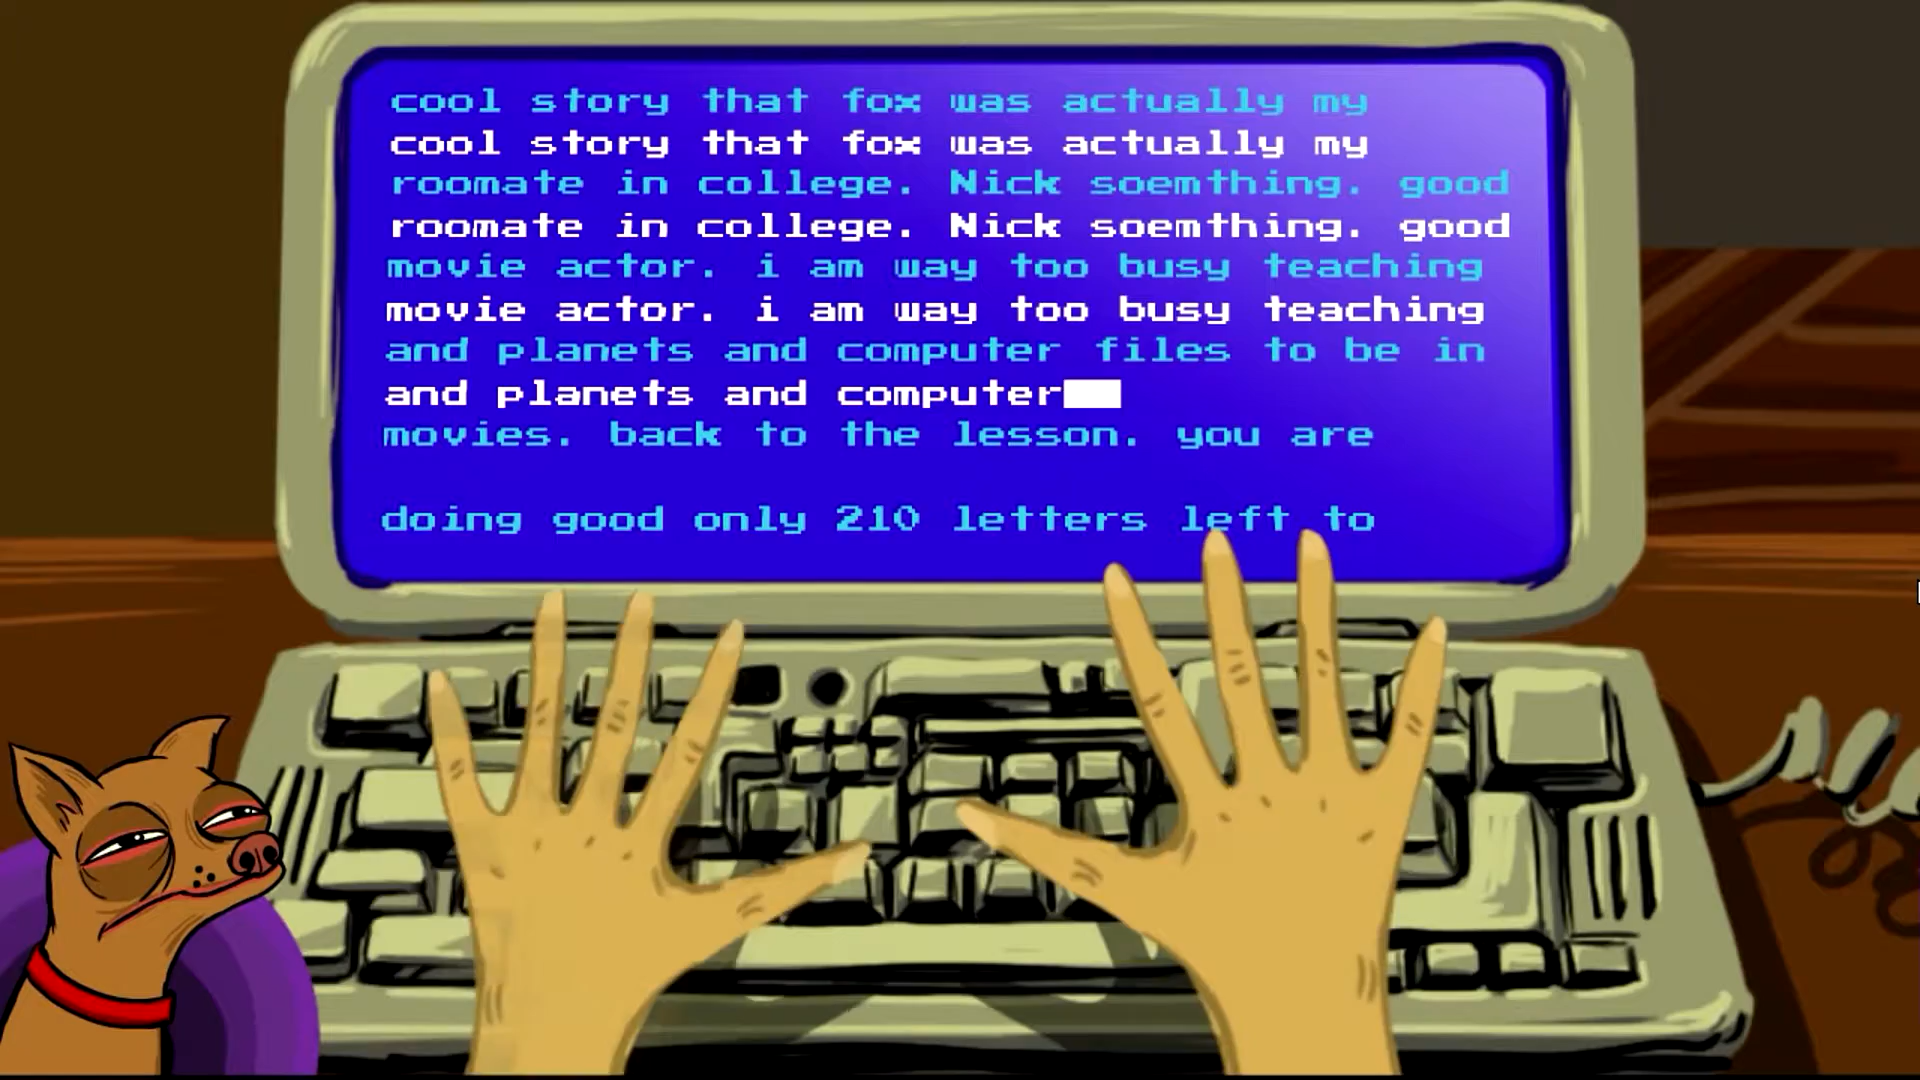 cool story that fox was actually my
cool story that fox was actually my
roomate in college. Nick soemthing. good
roomate in college. Nick soemthing. good
movie actor. i am way too busy teaching
movie actor. i am way too busy teaching
and planets and computer files to be in
and planets and computer
movies. back to the lesson. you are
doing good only 210 letters left to